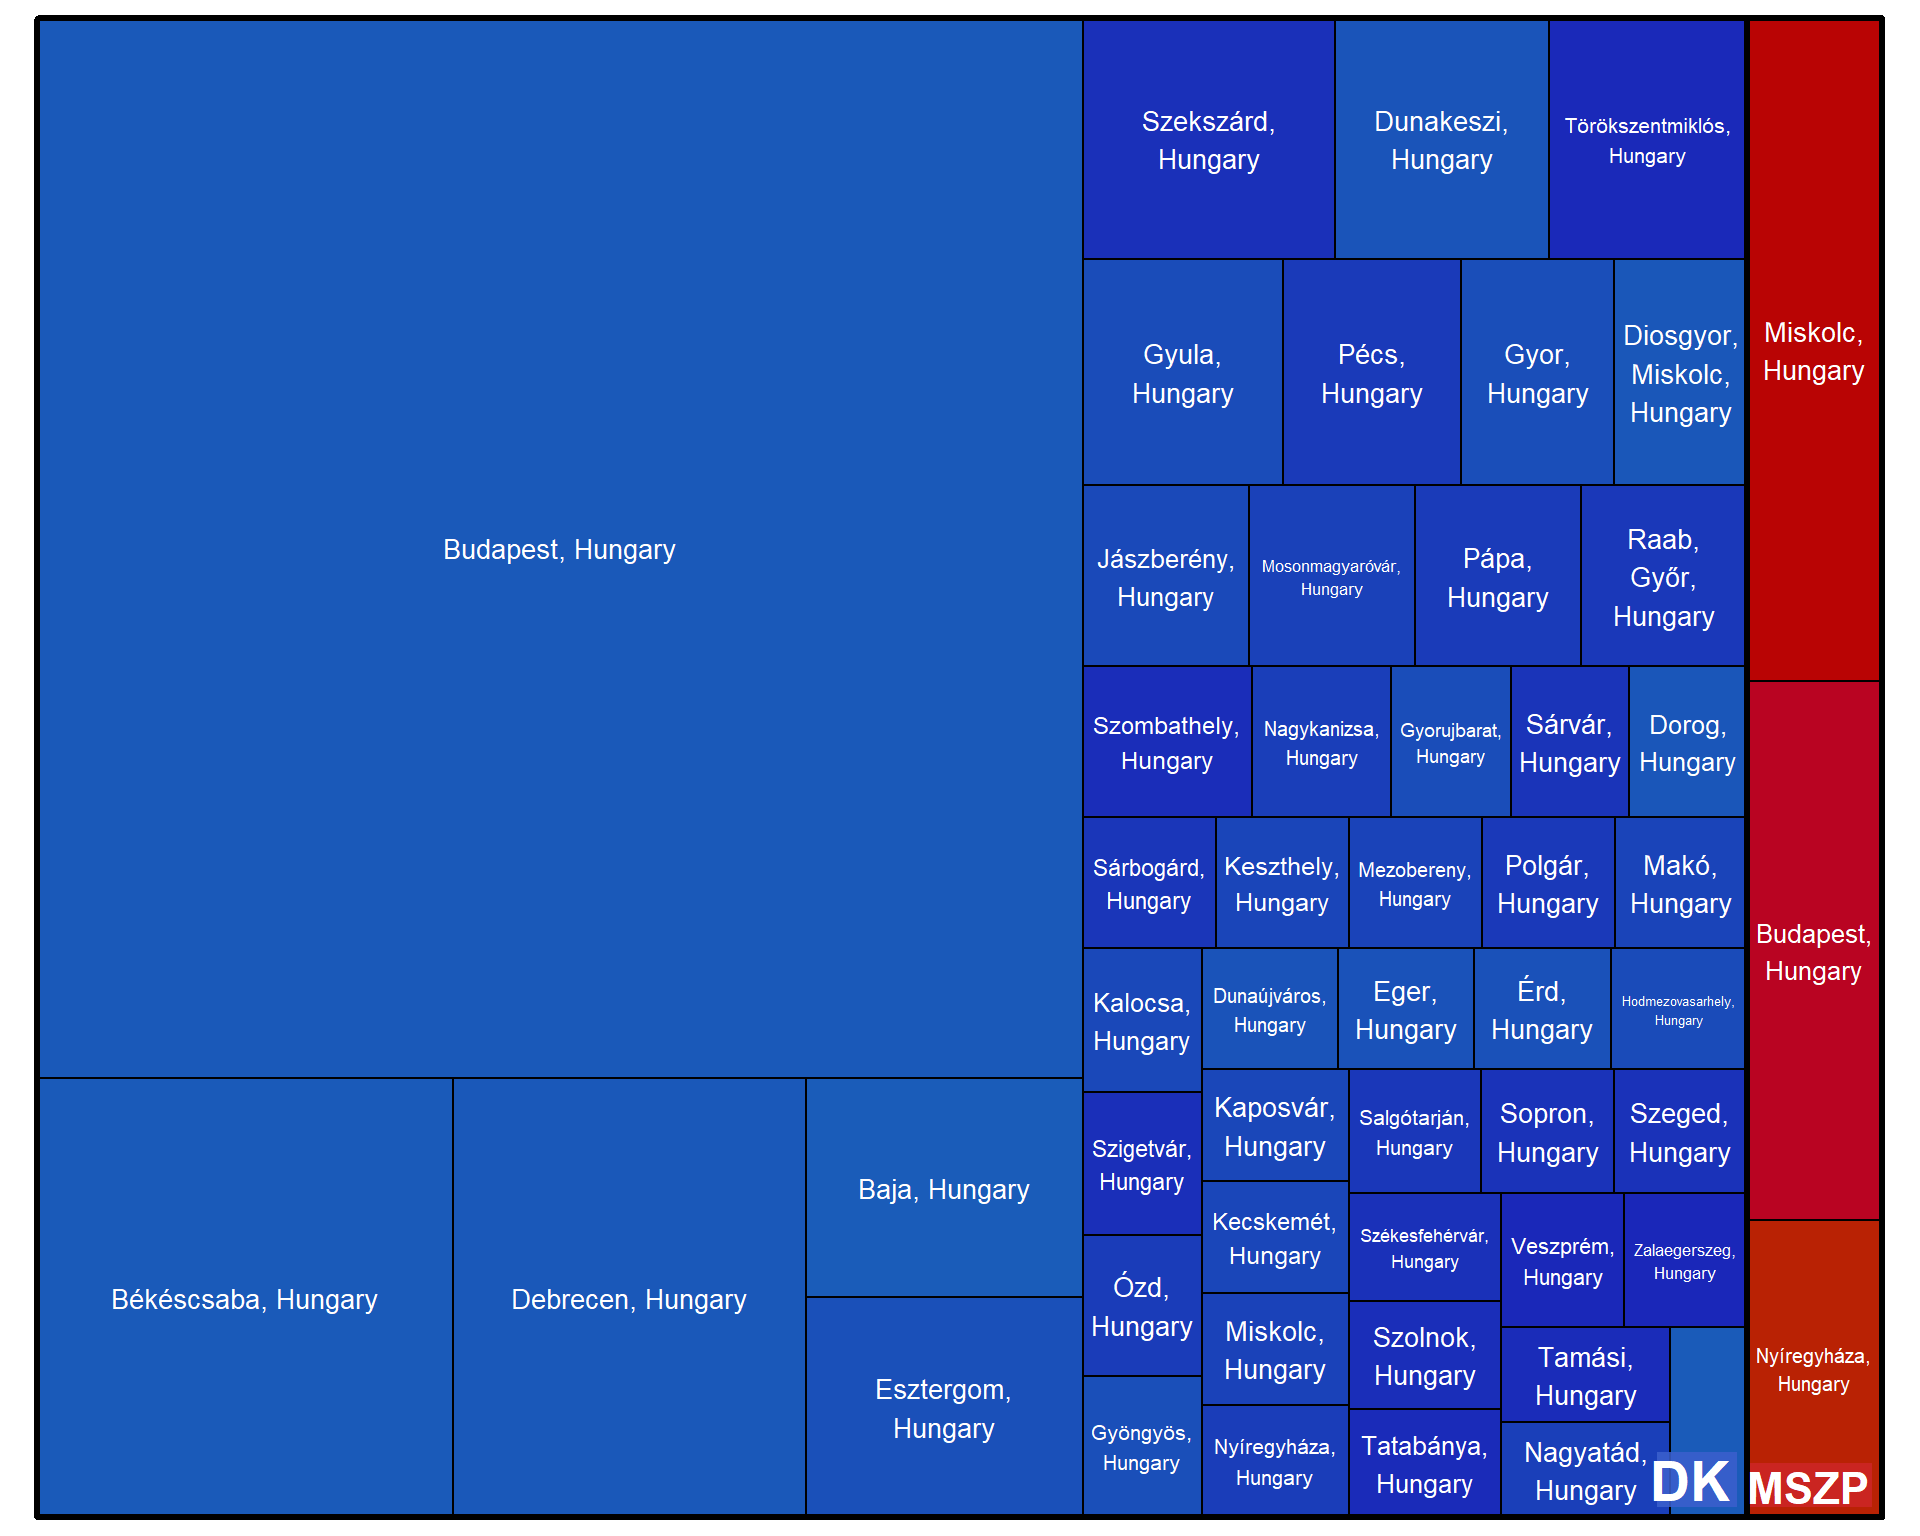 Budapest, Hungary
Békéscsaba, Hungary
Debrecen, Hungary
Baja, Hungary
Esztergom,
Hungary
Szekszárd,
Hungary
Dunakeszi,
Hungary
Törökszentmiklós,
Hungary
Gyula,
Hungary
Pécs,
Hungary
Gyor,
Hungary
Diosgyor,
Miskolc,
Hungary
Jászberény,
Hungary
Mosonmagyaróvár,
Hungary
Pápa,
Hungary
Raab,
Győr,
Hungary
Szombathely,
Hungary
Nagykanizsa,
Hungary
Gyorujbarat,
Hungary
Sárvár,
Hungary
Dorog,
Hungary
Sárbogárd,
Hungary
Keszthely,
Hungary
Mezobereny,
Hungary
Polgár,
Hungary
Makó,
Hungary
Kalocsa,
Hungary
Dunaújváros,
Hungary
Eger,
Hungary
Érd,
Hungary
Hodmezovasarhely,
Hungary
Szigetvár,
Hungary
Kaposvár,
Hungary
Salgótarján,
Hungary
Sopron,
Hungary
Szeged,
Hungary
Ózd,
Hungary
Kecskemét,
Hungary
Székesfehérvár,
Hungary
Veszprém,
Hungary
Zalaegerszeg,
Hungary
Miskolc,
Hungary
Szolnok,
Hungary
Tamási,
Hungary
Gyöngyös,
Hungary
Nyíregyháza,
Hungary
Tatabánya,
Hungary
Nagyatád,
Hungary
DK
Miskolc,
Hungary
Budapest,
Hungary
Nyíregyháza,
Hungary
MSZP